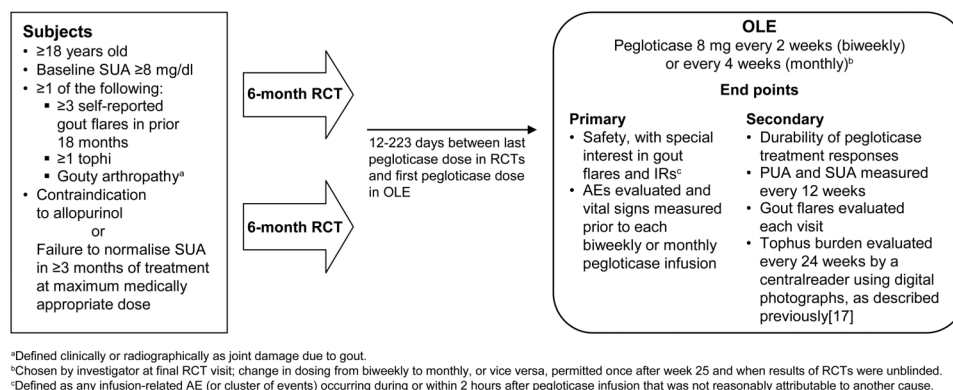 Subjects
• ≥18 years old
• Baseline SUA ≥8 mg/dl
• ≥1 of the following:
▪ ≥3 self-reported
gout flares in prior
18 months
▪ ≥1 tophi
▪ Gouty arthropathyᵃ
• Contraindication
to allopurinol
or
Failure to normalise SUA
in ≥3 months of treatment
at maximum medically
appropriate dose
6-month RCT
6-month RCT
12-223 days between last
pegloticase dose in RCTs
and first pegloticase dose
in OLE
OLE
Pegloticase 8 mg every 2 weeks (biweekly)
or every 4 weeks (monthly)ᵇ
End points
Primary
• Safety, with special
interest in gout
flares and IRsᶜ
• AEs evaluated and
vital signs measured
prior to each
biweekly or monthly
pegloticase infusion
Secondary
• Durability of pegloticase
treatment responses
• PUA and SUA measured
every 12 weeks
• Gout flares evaluated
each visit
• Tophus burden evaluated
every 24 weeks by a
centralreader using digital
photographs, as described
previously[17]
ᵃDefined clinically or radiographically as joint damage due to gout.
ᵇChosen by investigator at final RCT visit; change in dosing from biweekly to monthly, or vice versa, permitted once after week 25 and when results of RCTs were unblinded.
ᶜDefined as any infusion-related AE (or cluster of events) occurring during or within 2 hours after pegloticase infusion that was not reasonably attributable to another cause.